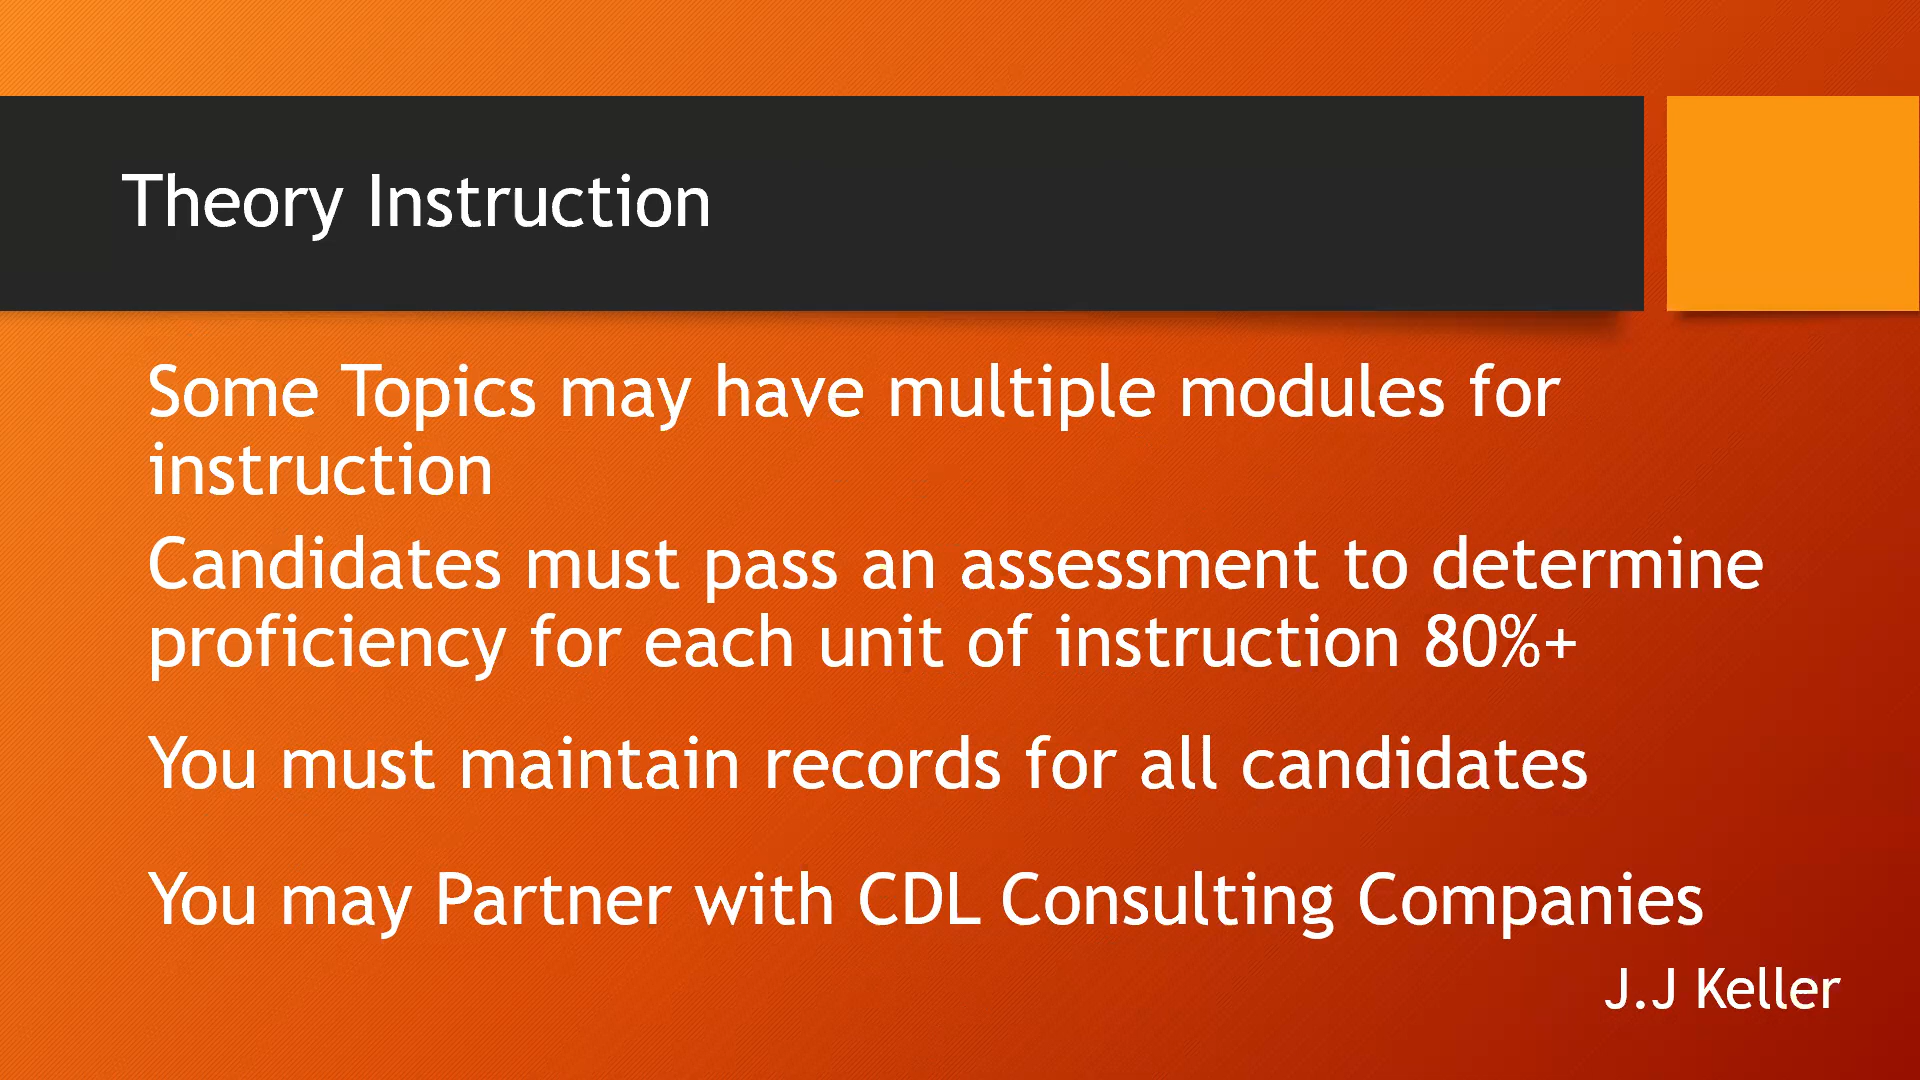 Theory Instruction
Some Topics may have multiple modules for
instruction
Candidates must pass an assessment to determine
proficiency for each unit of instruction 80%+
You must maintain records for all candidates
You may Partner with CDL Consulting Companies
J.J Keller